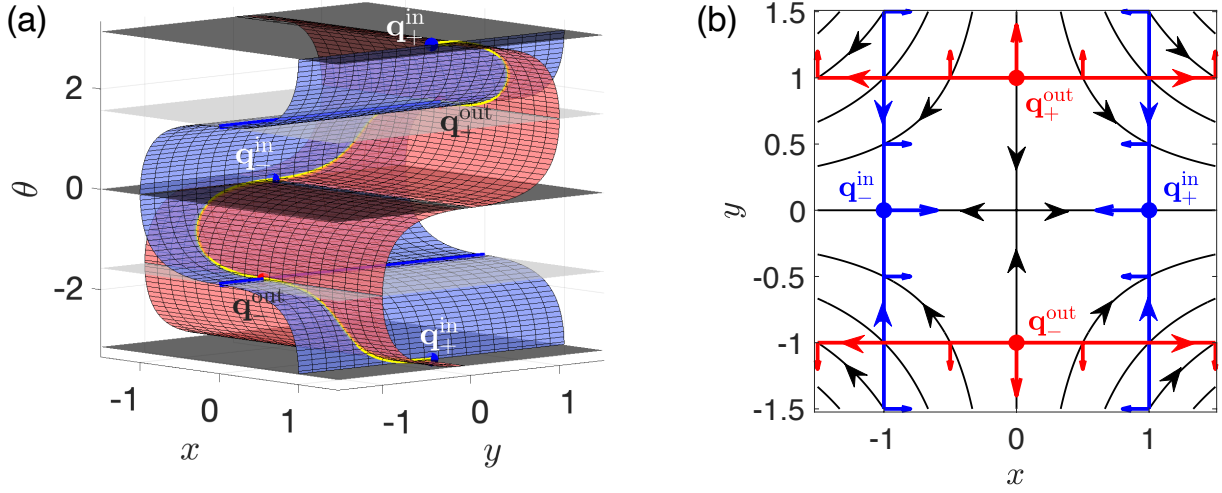 (a)
q₊ⁱⁿ
2
q₊ᵒᵘᵗ
q₋ⁱⁿ
θ
0
-2
qᵒᵘᵗ
q₊ⁱⁿ
-1
0
1
x
-1
0
1
y
(b)
1.5
1
q₊ᵒᵘᵗ
0.5
q₋ⁱⁿ
q₊ⁱⁿ
y
0
-0.5
q₋ᵒᵘᵗ
-1
-1.5
-1
0
1
x